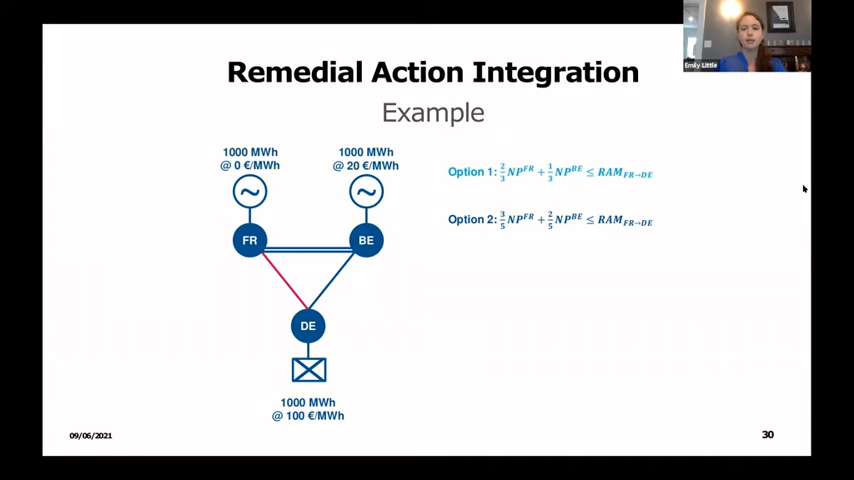 Emily Little
Remedial Action Integration
Example
1000 MWh
@ 0 €/MWh
1000 MWh
@ 20 €/MWh
FR
BE
DE
1000 MWh
@ 100 €/MWh
Option 1: 2/3 NP^FR + 1/3 NP^BE ≤ RAM_FR→DE
Option 2: 3/5 NP^FR + 2/5 NP^BE ≤ RAM_FR→DE
09/06/2021
30